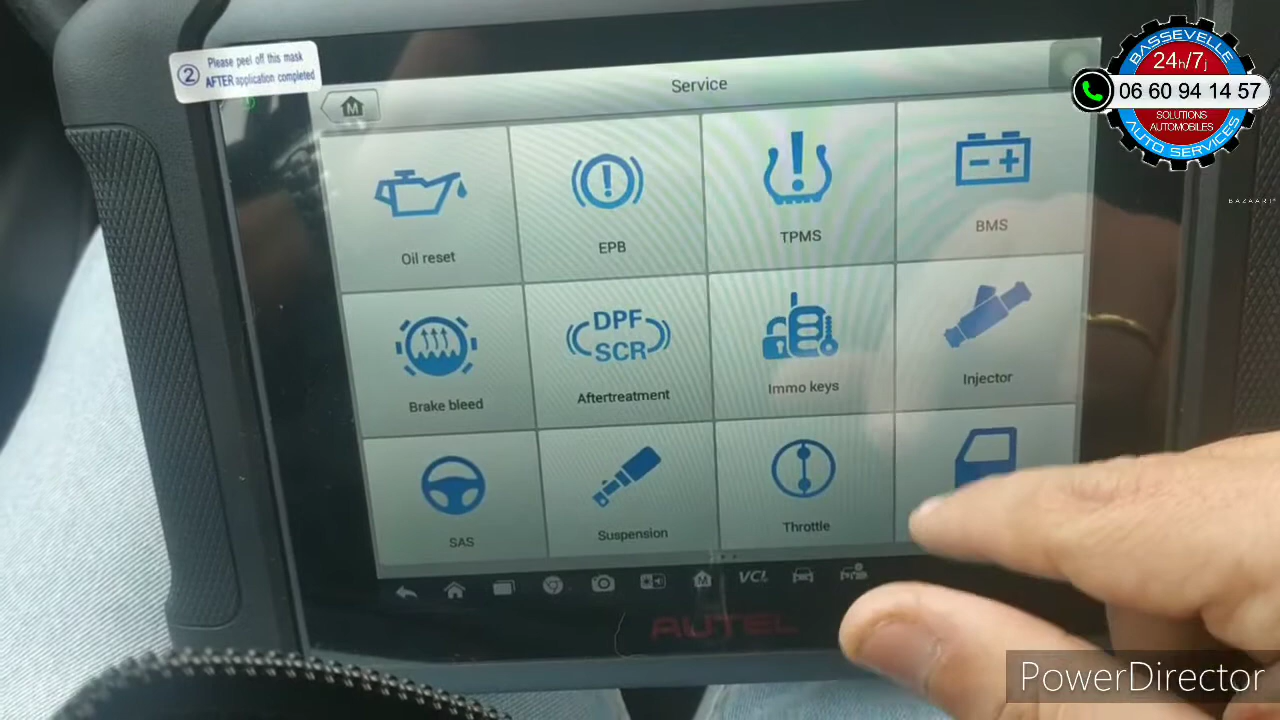 2 Please peel off this mask
AFTER application completed
M
Service
Oil reset
EPB
TPMS
BMS
Brake bleed
DPF
SCR
Aftertreatment
Immo keys
Injector
SAS
Suspension
Throttle
M
VCI
AUTEL
BASSEVELLE
24h/7j
06 60 94 14 57
SOLUTIONS
AUTOMOBILES
AUTO SERVICES
PowerDirector